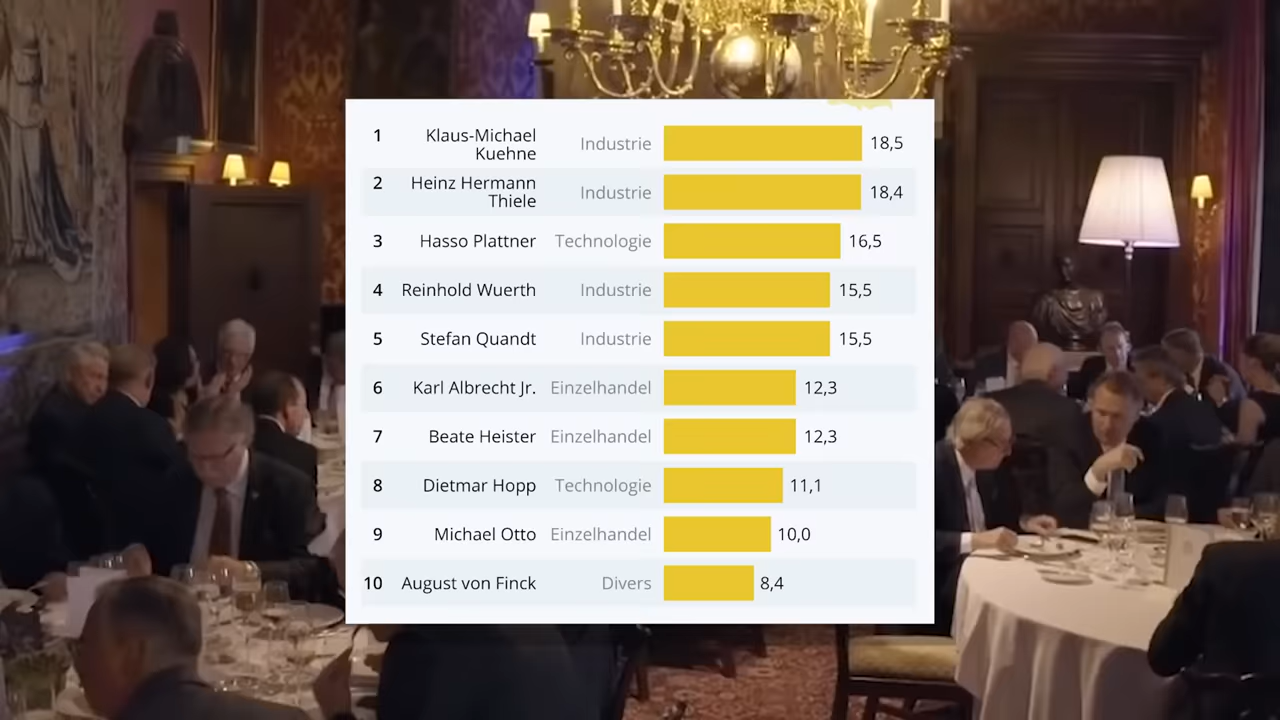 1 Klaus-Michael Kuehne Industrie 18,5
2 Heinz Hermann Thiele Industrie 18,4
3 Hasso Plattner Technologie 16,5
4 Reinhold Wuerth Industrie 15,5
5 Stefan Quandt Industrie 15,5
6 Karl Albrecht Jr. Einzelhandel 12,3
7 Beate Heister Einzelhandel 12,3
8 Dietmar Hopp Technologie 11,1
9 Michael Otto Einzelhandel 10,0
10 August von Finck Divers 8,4